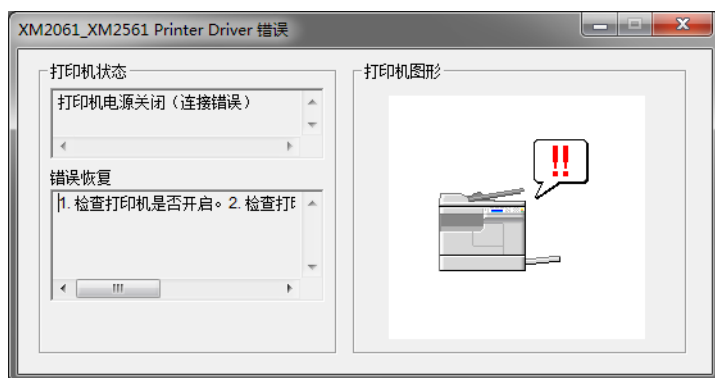 XM2061_XM2561 Printer Driver 错误
打印机状态
打印机电源关闭（连接错误）
错误恢复
1. 检查打印机是否开启。2. 检查打
打印机图形
!!